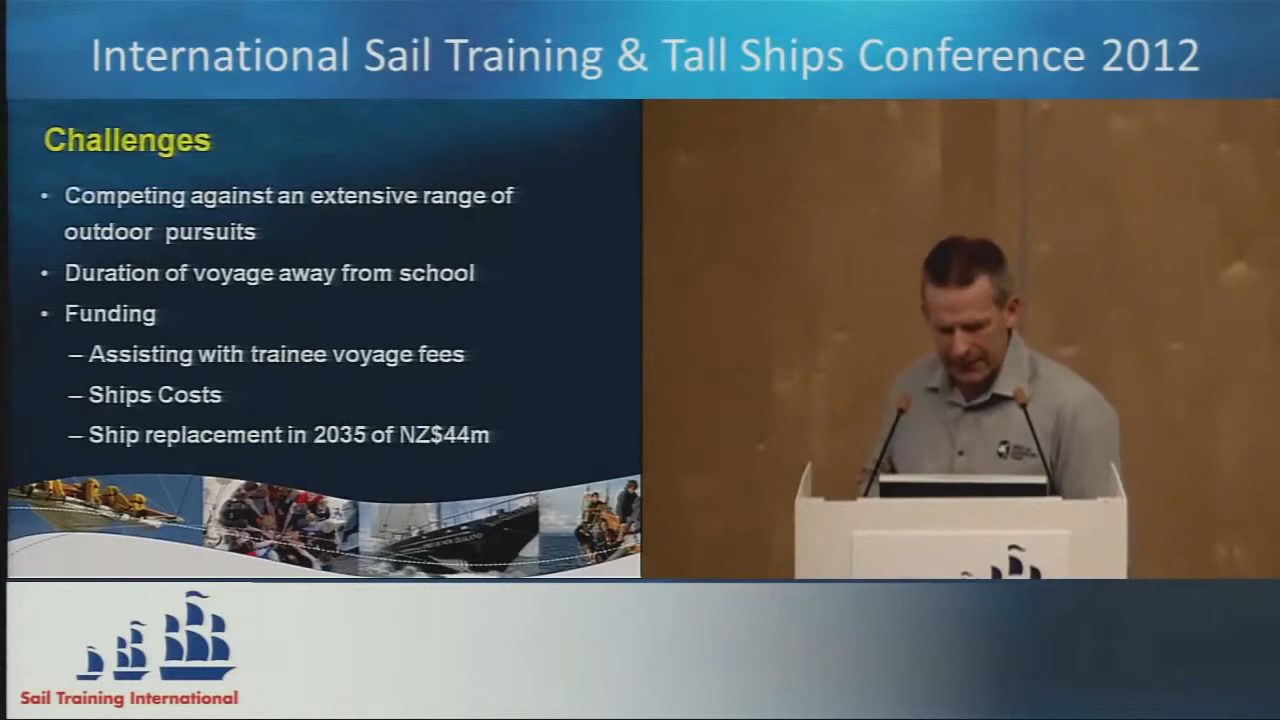 International Sail Training & Tall Ships Conference 2012
Challenges
• Competing against an extensive range of
outdoor pursuits
• Duration of voyage away from school
• Funding
– Assisting with trainee voyage fees
– Ships Costs
– Ship replacement in 2035 of NZ$44m
Sail Training International